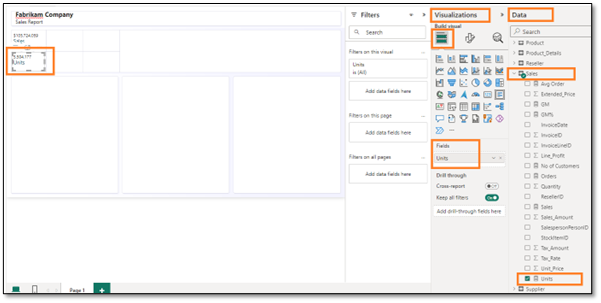 Fabrikam Company
Sales Report
Sales
Units
Page 1
Filters
Search
Filters on this visual
Units
is (All)
Add data fields here
Filters on this page
Add data fields here
Filters on all pages
Add data fields here
Visualizations
Build visual
Fields
Units
Drill through
Cross-report
Keep all filters
On
Add drill-through fields here
Data
Search
Product
Product_Details
Reseller
Sales
Avg Order
Extended_Price
GM
GM%
InvoiceDate
InvoiceID
InvoiceLineID
Line_Profit
No of Customers
Orders
Quantity
ResellerID
Sales
Sales_Amount
SalespersonPersonID
StockItemID
Tax_Amount
Tax_Rate
Unit_Price
Units
Supplier